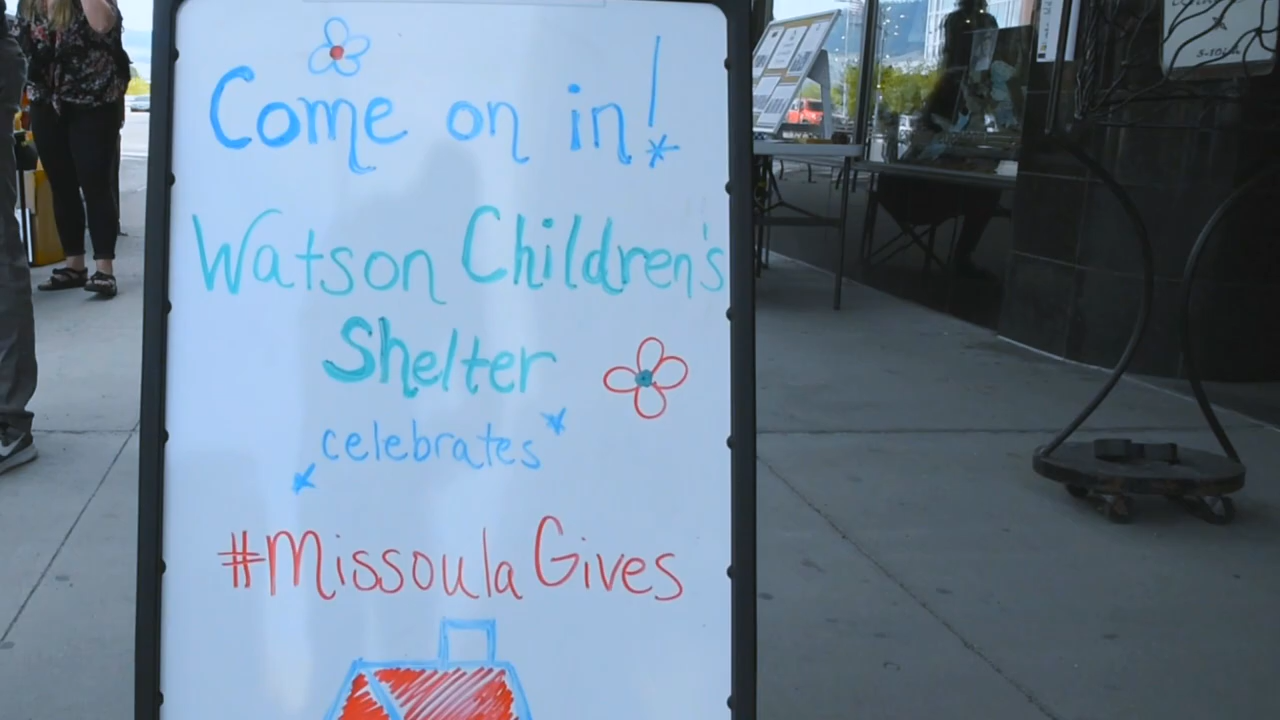 Come on in!
Watson Children's
Shelter
celebrates
#MissoulaGives